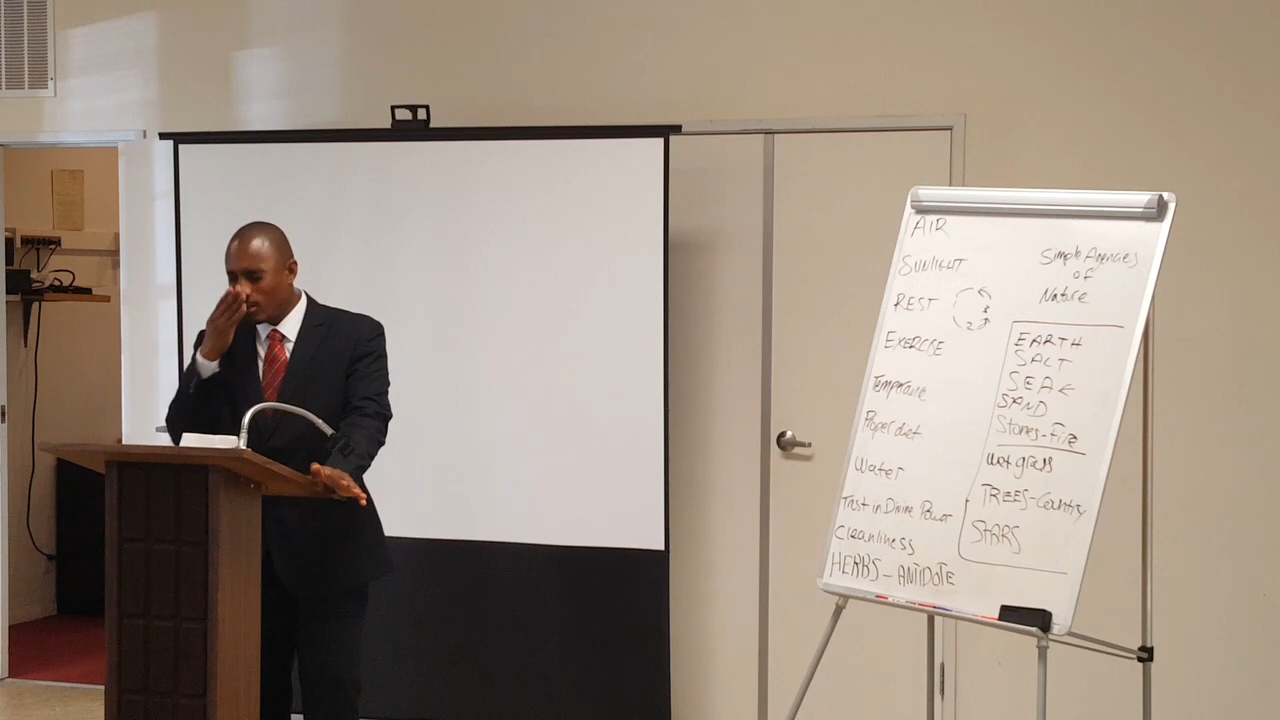 AIR
SUNLIGHT
REST
2
EXERCISE
Temperance
Proper diet
Water
Trust in Divine Power
Cleanliness
HERBS - ANTIDOTE
Simple Agencies
of
Nature
EARTH
SALT
SEA
SAND
Stones-Fire
wet grass
TREES-Country
STARS